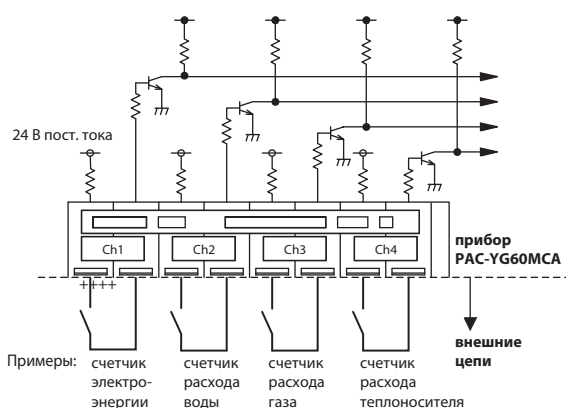 24 В пост. тока
Ch1 Ch2 Ch3 Ch4
прибор
PAC-YG60MCA
++++
внешние
цепи
Примеры: счетчик счетчик счетчик счетчик
электро- расхода расхода расхода
энергии воды газа теплоносителя